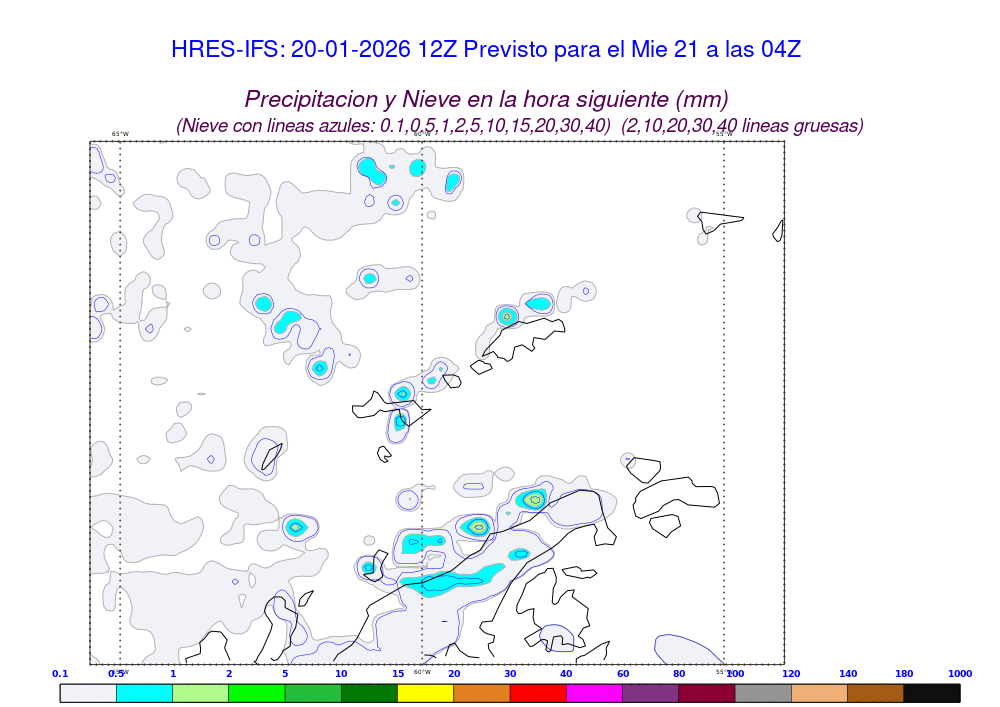 HRES-IFS: 20-01-2026 12Z Previsto para el Mie 21 a las 04Z
Precipitacion y Nieve en la hora siguiente (mm)
(Nieve con lineas azules: 0.1,0.5,1,2,5,10,15,20,30,40)  (2,10,20,30,40 lineas gruesas)
65°W 60°W 55°W
65°W 60°W 55°W
0.1 0.5 1 2 5 10 15 20 30 40 60 80 100 120 140 180 1000